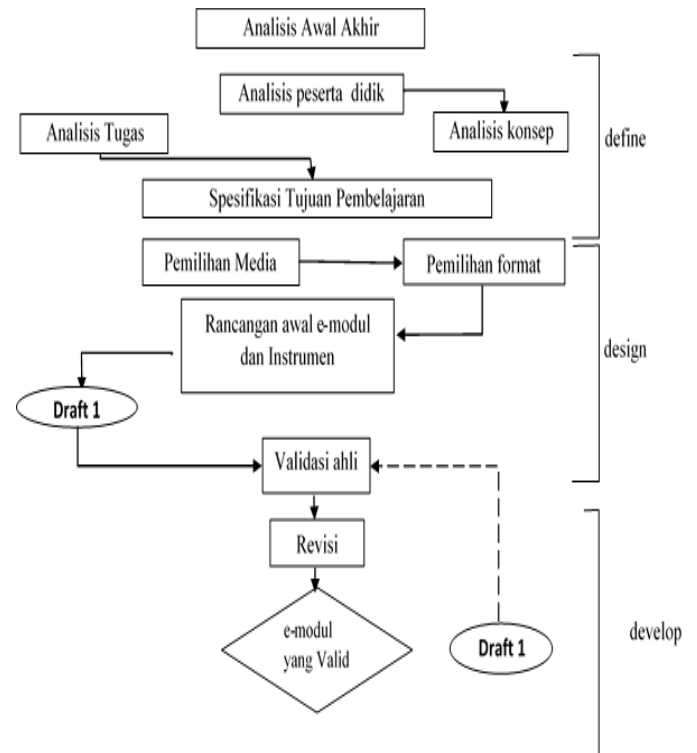 Analisis Awal Akhir
Analisis peserta didik
Analisis Tugas
Analisis konsep
define
Spesifikasi Tujuan Pembelajaran
Pemilihan Media
Pemilihan format
Rancangan awal e-modul
dan Instrumen
design
Draft 1
Validasi ahli
Revisi
e-modul
yang Valid
Draft 1
develop